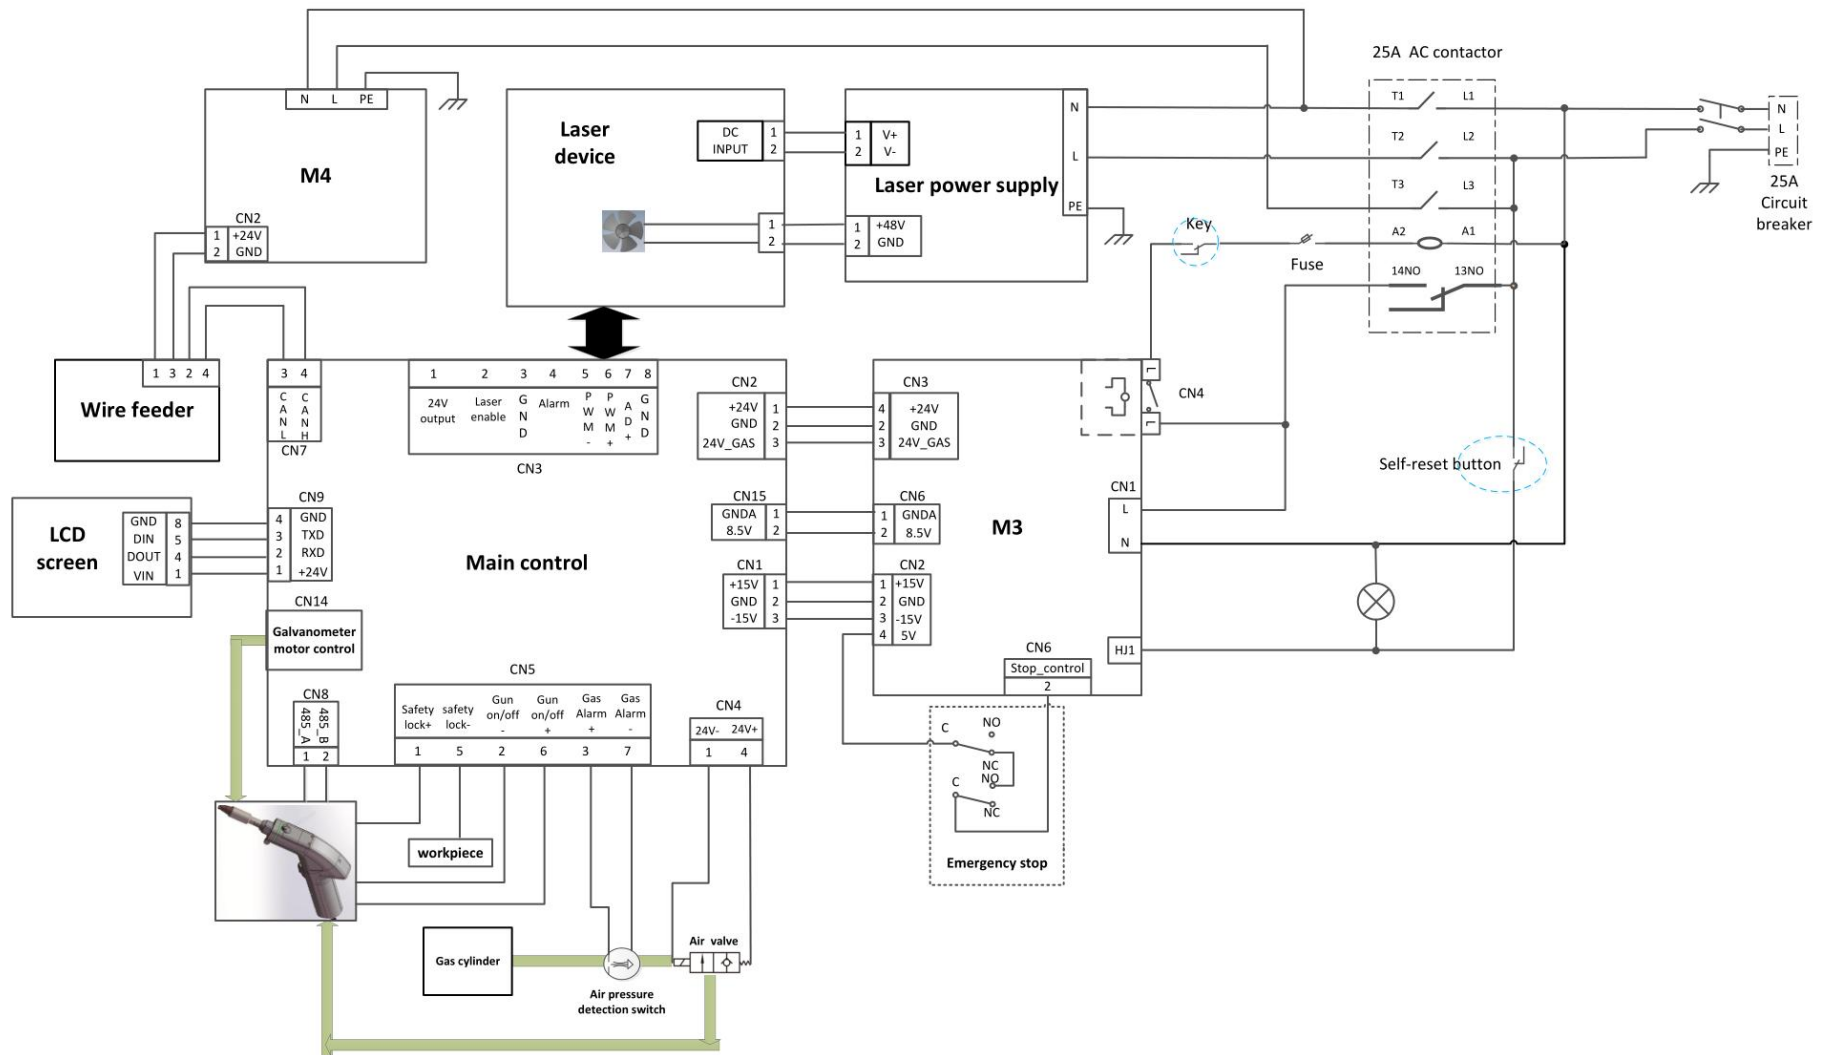 25A AC contactor
N L PE
M4
CN2
1 +24V
2 GND
Laser
device
DC
INPUT
1
2
1
2
1 V+
2 V-
Laser power supply
1 +48V
2 GND
N
L
PE
T1 L1
T2 L2
T3 L3
A2 A1
14NO 13NO
Key
Fuse
N
L
PE
25A
Circuit
breaker
1 3 2 4
Wire feeder
3 4
CANL
CANH
CN7
1 2 3 4 5 6 7 8
24V
output
Laser
enable
GND
Alarm
PWM-
PWM+
AD+
GND
CN3
CN2
+24V 1
GND 2
24V_GAS 3
CN3
4 +24V
2 GND
3 24V_GAS
L
L
CN4
Self-reset button
LCD
screen
GND 8
DIN 5
DOUT 4
VIN 1
CN9
4 GND
3 TXD
2 RXD
1 +24V
Main control
CN15
GNDA 1
8.5V 2
CN6
1 GNDA
2 8.5V
M3
CN1
L
N
CN1
+15V 1
GND 2
-15V 3
CN2
1 +15V
2 GND
3 -15V
4 5V
CN14
Galvanometer
motor control
HJ1
CN6
Stop_control
2
CN8
485_A
485_B
1 2
CN5
Safety
lock+
safety
lock-
Gun
on/off
-
Gun
on/off
+
Gas
Alarm
+
Gas
Alarm
-
1 5 2 6 3 7
CN4
24V- 24V+
1 4
NO
C
NC
NO
C
NC
Emergency stop
workpiece
Gas cylinder
Air valve
Air pressure
detection switch